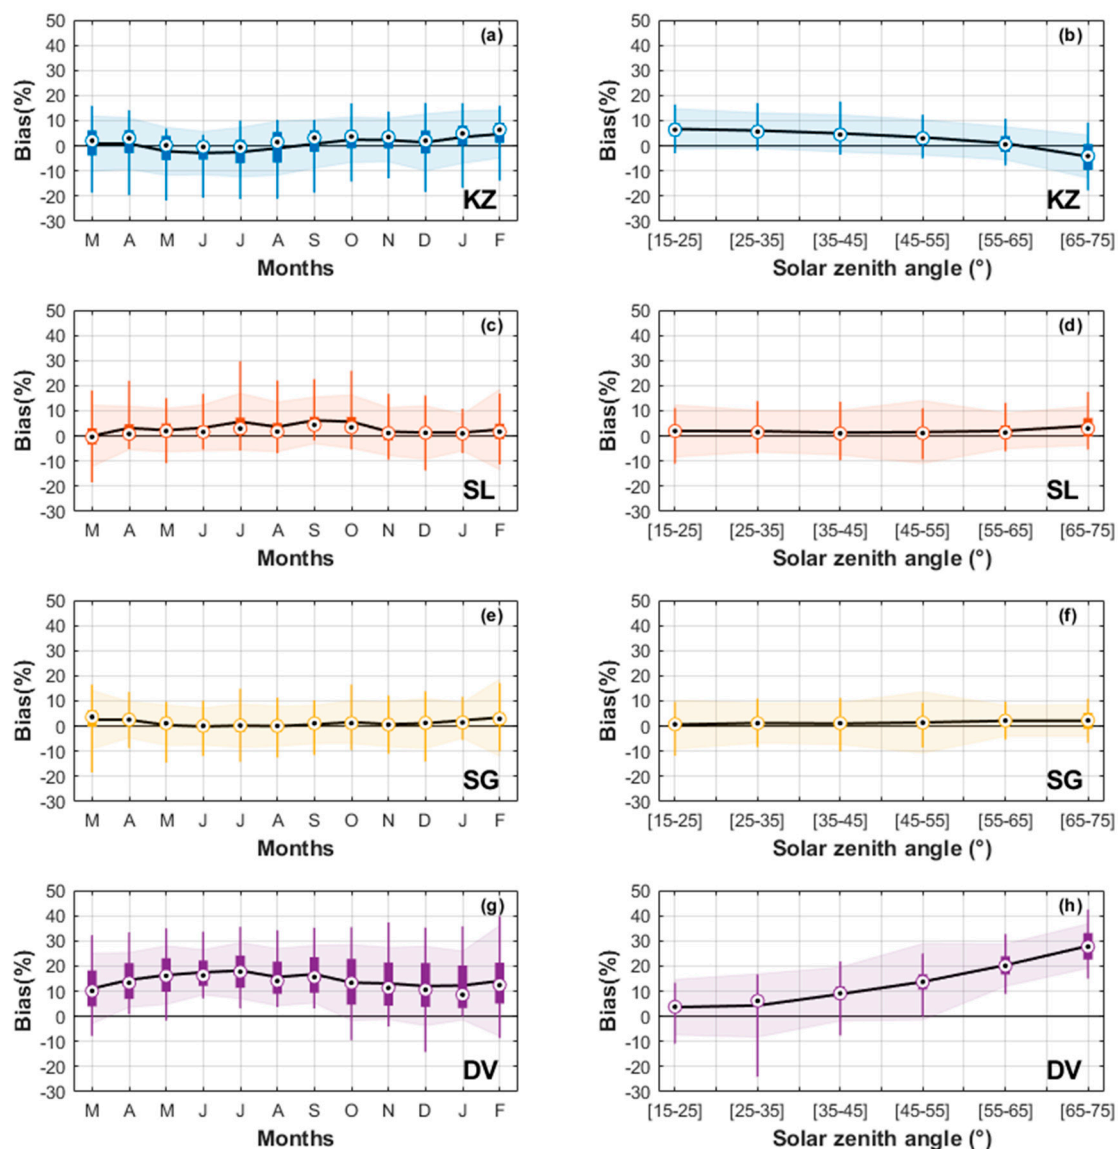 (a)
50
40
30
20
10
0
-10
-20
-30
Bias(%)
KZ
M A M J J A S O N D J F
Months
(b)
50
40
30
20
10
0
-10
-20
-30
Bias(%)
KZ
[15-25] [25-35] [35-45] [45-55] [55-65] [65-75]
Solar zenith angle (°)
(c)
50
40
30
20
10
0
-10
-20
-30
Bias(%)
SL
M A M J J A S O N D J F
Months
(d)
50
40
30
20
10
0
-10
-20
-30
Bias(%)
SL
[15-25] [25-35] [35-45] [45-55] [55-65] [65-75]
Solar zenith angle (°)
(e)
50
40
30
20
10
0
-10
-20
-30
Bias(%)
SG
M A M J J A S O N D J F
Months
(f)
50
40
30
20
10
0
-10
-20
-30
Bias(%)
SG
[15-25] [25-35] [35-45] [45-55] [55-65] [65-75]
Solar zenith angle (°)
(g)
50
40
30
20
10
0
-10
-20
-30
Bias(%)
DV
M A M J J A S O N D J F
Months
(h)
50
40
30
20
10
0
-10
-20
-30
Bias(%)
DV
[15-25] [25-35] [35-45] [45-55] [55-65] [65-75]
Solar zenith angle (°)